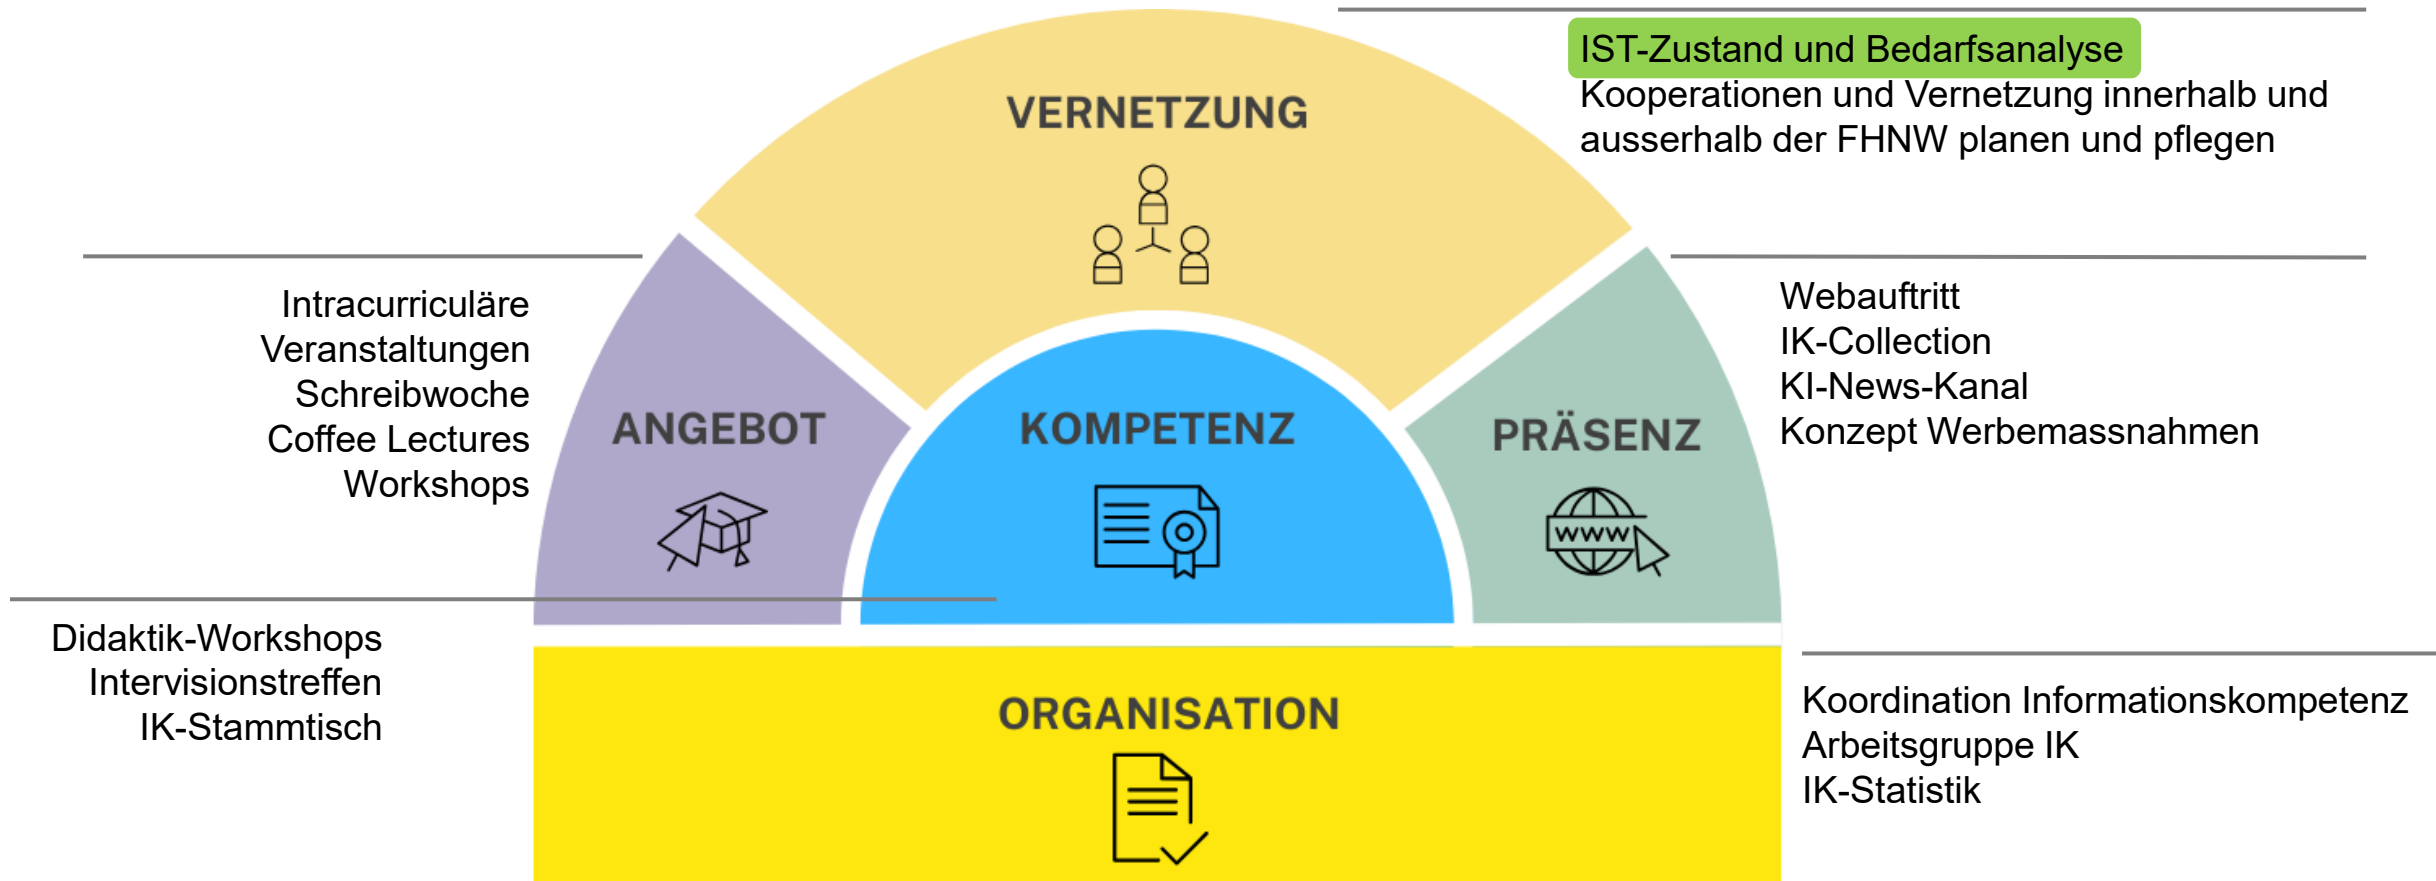 IST-Zustand und Bedarfsanalyse
Kooperationen und Vernetzung innerhalb und
ausserhalb der FHNW planen und pflegen
VERNETZUNG
Intracurriculäre
Veranstaltungen
Schreibwoche
Coffee Lectures
Workshops
ANGEBOT
KOMPETENZ
PRÄSENZ
www
Webauftritt
IK-Collection
KI-News-Kanal
Konzept Werbemassnahmen
Didaktik-Workshops
Intervisionstreffen
IK-Stammtisch
ORGANISATION
Koordination Informationskompetenz
Arbeitsgruppe IK
IK-Statistik